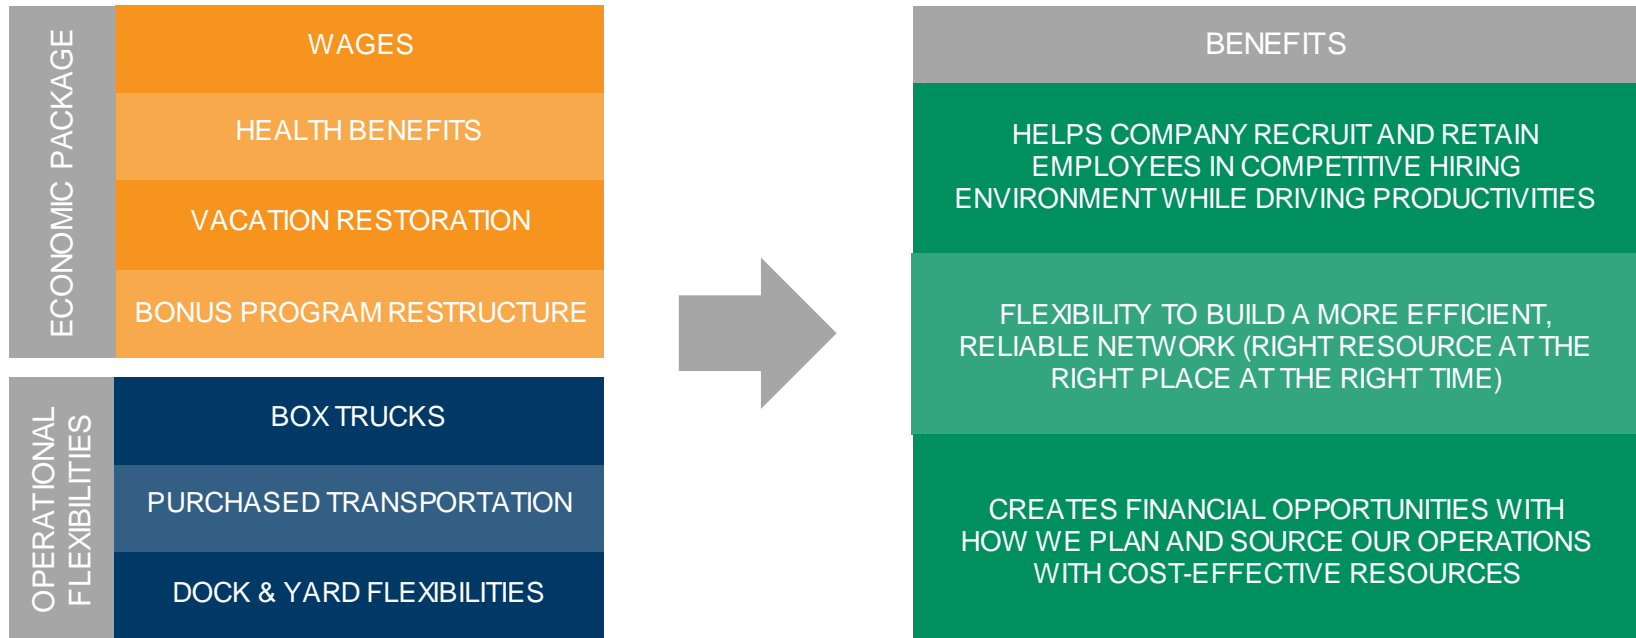 ECONOMIC PACKAGE
WAGES
HEALTH BENEFITS
VACATION RESTORATION
BONUS PROGRAM RESTRUCTURE
OPERATIONAL
FLEXIBILITIES
BOX TRUCKS
PURCHASED TRANSPORTATION
DOCK & YARD FLEXIBILITIES
BENEFITS
HELPS COMPANY RECRUIT AND RETAIN
EMPLOYEES IN COMPETITIVE HIRING
ENVIRONMENT WHILE DRIVING PRODUCTIVITIES
FLEXIBILITY TO BUILD A MORE EFFICIENT,
RELIABLE NETWORK (RIGHT RESOURCE AT THE
RIGHT PLACE AT THE RIGHT TIME)
CREATES FINANCIAL OPPORTUNITIES WITH
HOW WE PLAN AND SOURCE OUR OPERATIONS
WITH COST-EFFECTIVE RESOURCES